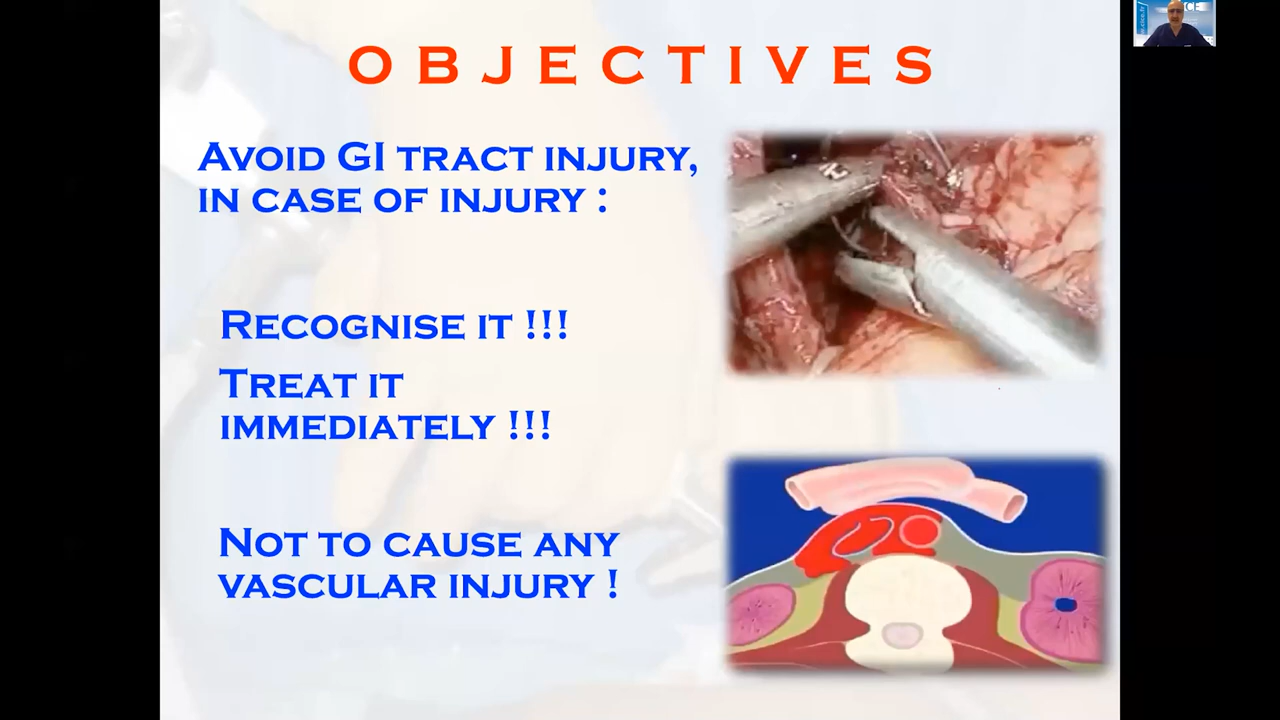 OBJECTIVES
AVOID GI TRACT INJURY,
IN CASE OF INJURY :
RECOGNISE IT !!!
TREAT IT
IMMEDIATELY !!!
NOT TO CAUSE ANY
VASCULAR INJURY !